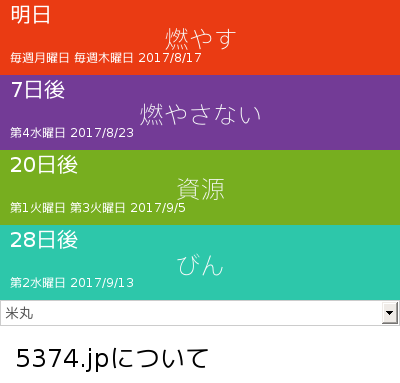 明日
燃やす
毎週月曜日 毎週木曜日 2017/8/17
7日後
燃やさない
第4水曜日 2017/8/23
20日後
資源
第1火曜日 第3火曜日 2017/9/5
28日後
びん
第2水曜日 2017/9/13
米丸
5374.jpについて